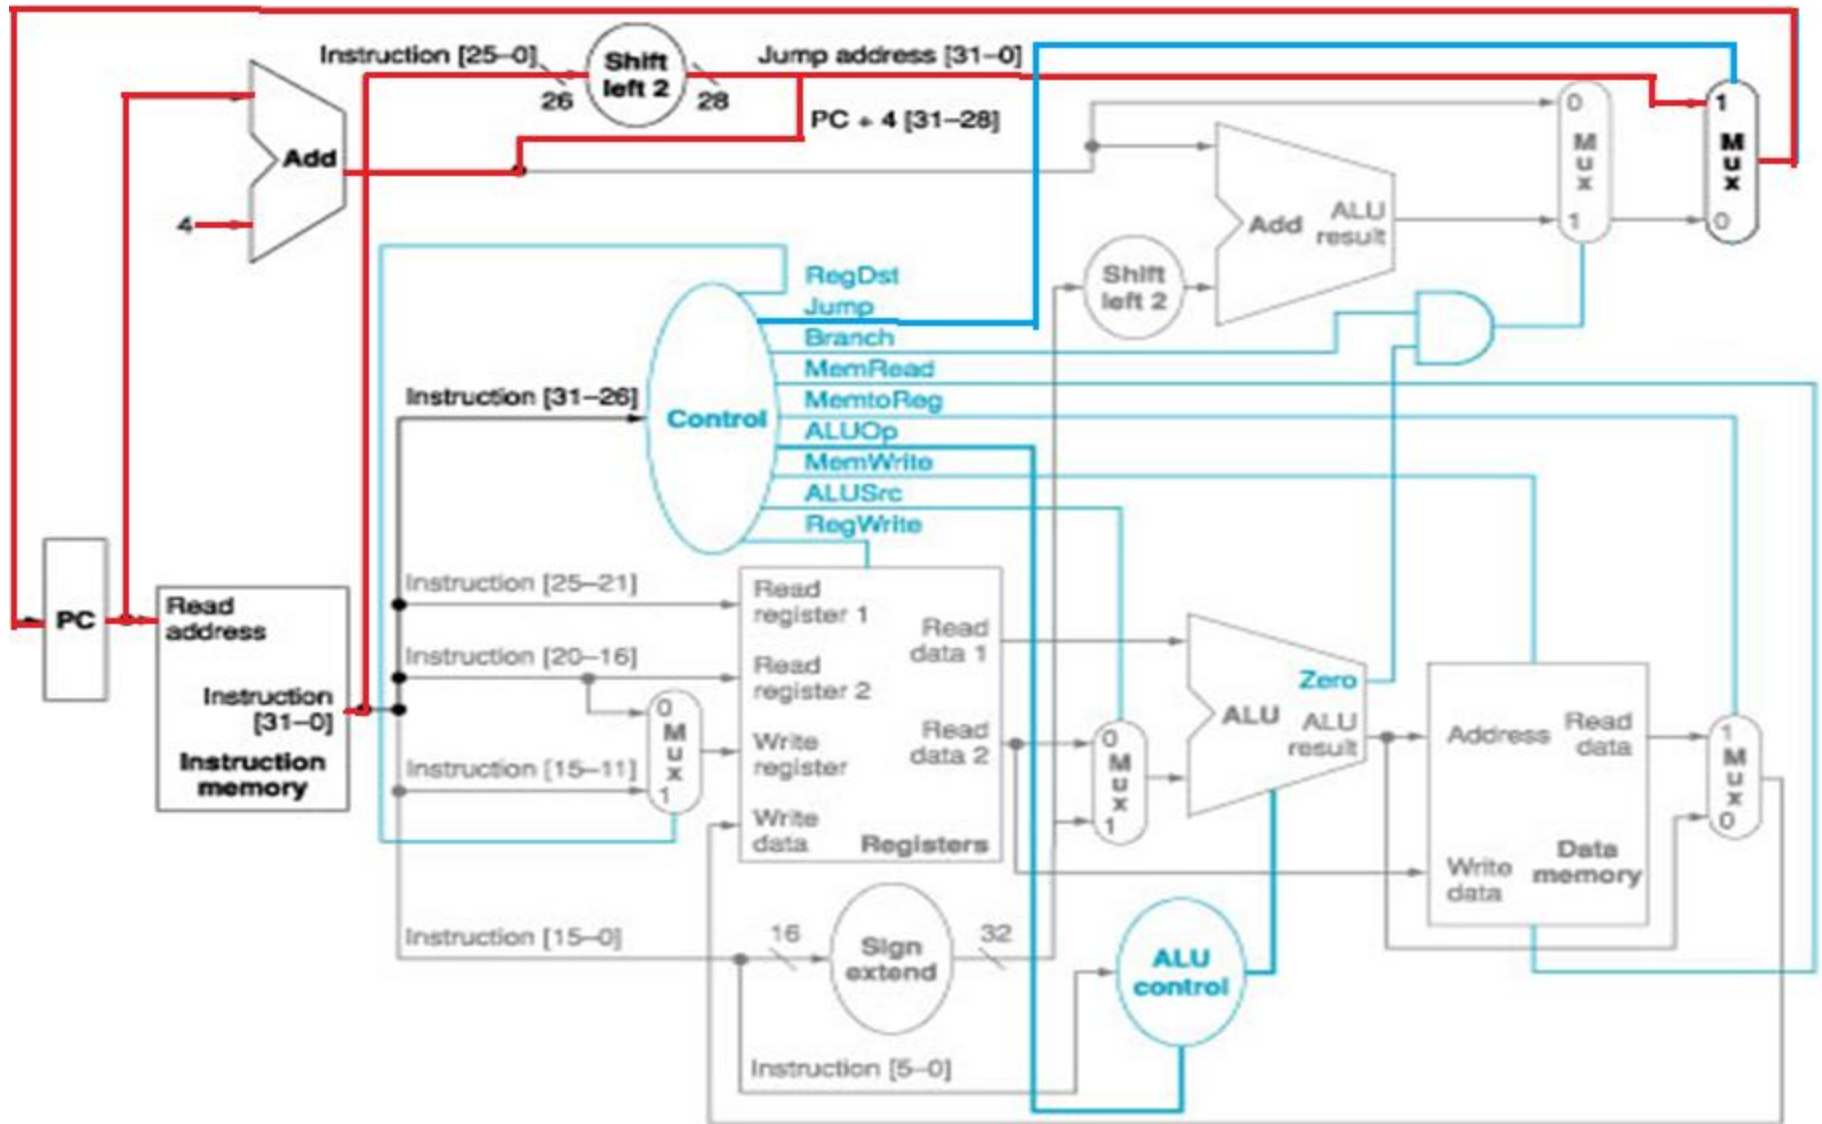 Instruction [25–0]
Shift
left 2
Jump address [31–0]
26
28
PC + 4 [31–28]
Add
4
0
M
u
x
1
1
M
u
x
0
Add
ALU
result
Shift
left 2
RegDst
Jump
Branch
MemRead
MemtoReg
ALUOp
MemWrite
ALUSrc
RegWrite
Control
Instruction [31–26]
PC
Read
address
Instruction
[31–0]
Instruction
memory
Instruction [25–21]
Instruction [20–16]
Instruction [15–11]
0
M
u
x
1
Read
register 1
Read
register 2
Write
register
Write
data
Read
data 1
Read
data 2
Registers
0
M
u
x
1
Zero
ALU
ALU
result
Address
Read
data
Write
data
Data
memory
1
M
u
x
0
Instruction [15–0]
16
Sign
extend
32
ALU
control
Instruction [5–0]